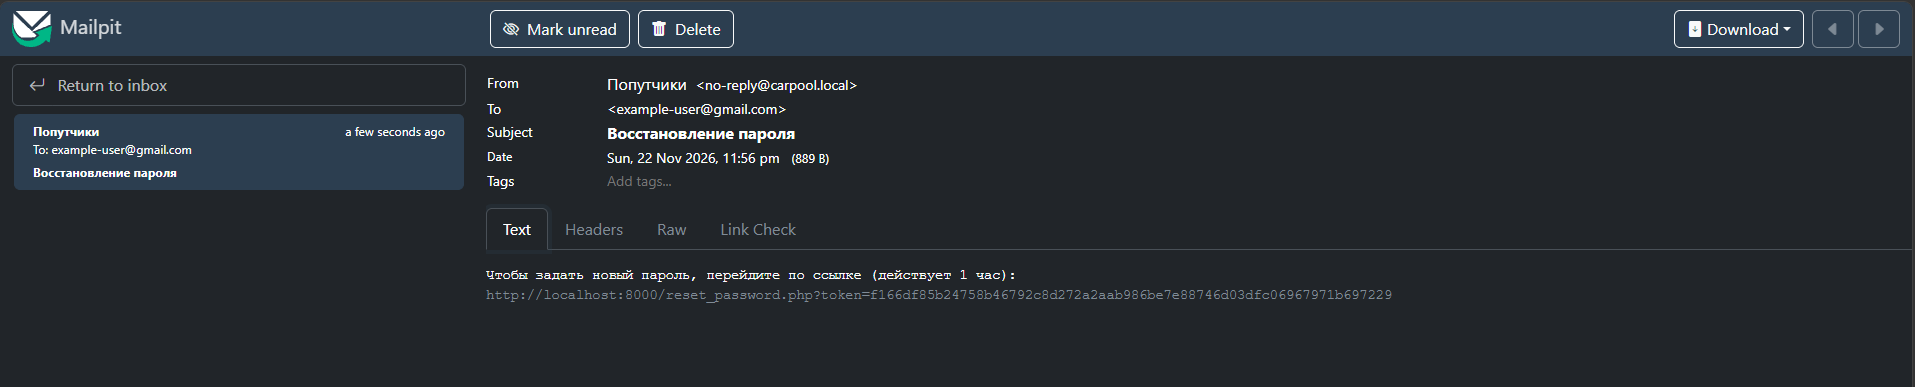 Mailpit
Mark unread
Delete
Download
Return to inbox
Попутчики a few seconds ago
To: example-user@gmail.com
Восстановление пароля
From Попутчики <no-reply@carpool.local>
To <example-user@gmail.com>
Subject Восстановление пароля
Date Sun, 22 Nov 2026, 11:56 pm (889 B)
Tags Add tags...
Text Headers Raw Link Check
Чтобы задать новый пароль, перейдите по ссылке (действует 1 час):
http://localhost:8000/reset_password.php?token=f166df85b24758b46792c8d272a2aab986be7e88746d03dfc06967971b697229